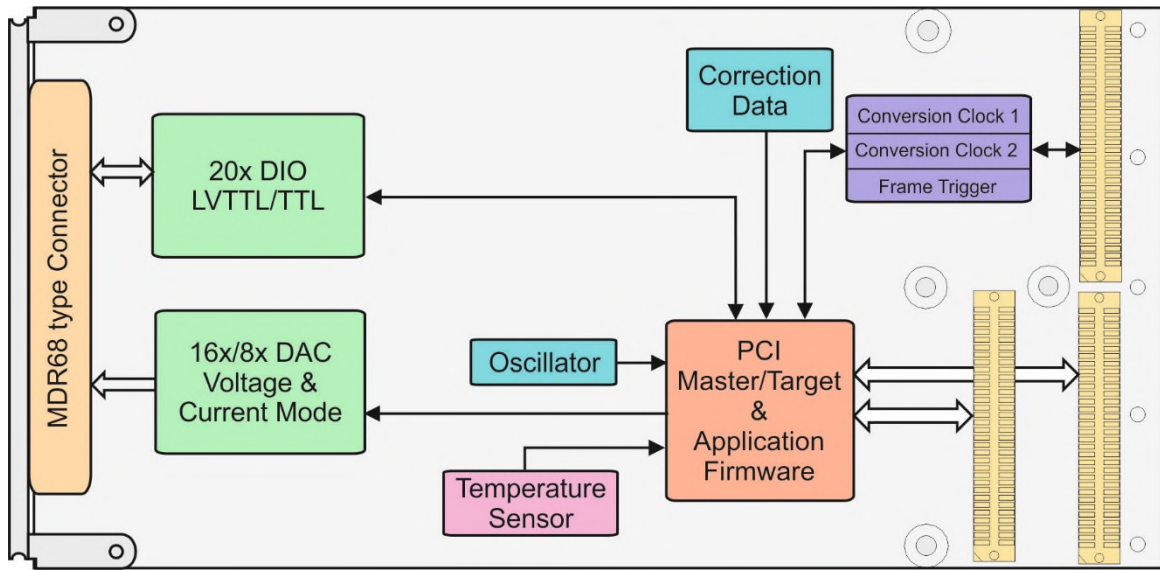 MDR68 type Connector
20x DIO
LVTTL/TTL
16x/8x DAC
Voltage &
Current Mode
Correction
Data
Conversion Clock 1
Conversion Clock 2
Frame Trigger
Oscillator
Temperature
Sensor
PCI
Master/Target
&
Application
Firmware